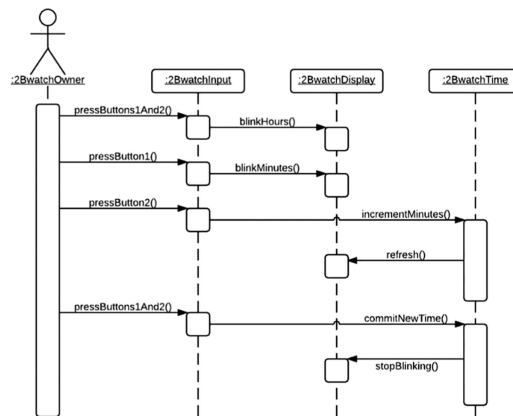 :2BwatchOwner
:2BwatchInput
:2BwatchDisplay
:2BwatchTime
pressButtons1And2()
blinkHours()
pressButton1()
blinkMinutes()
pressButton2()
incrementMinutes()
refresh()
pressButtons1And2()
commitNewTime()
stopBlinking()